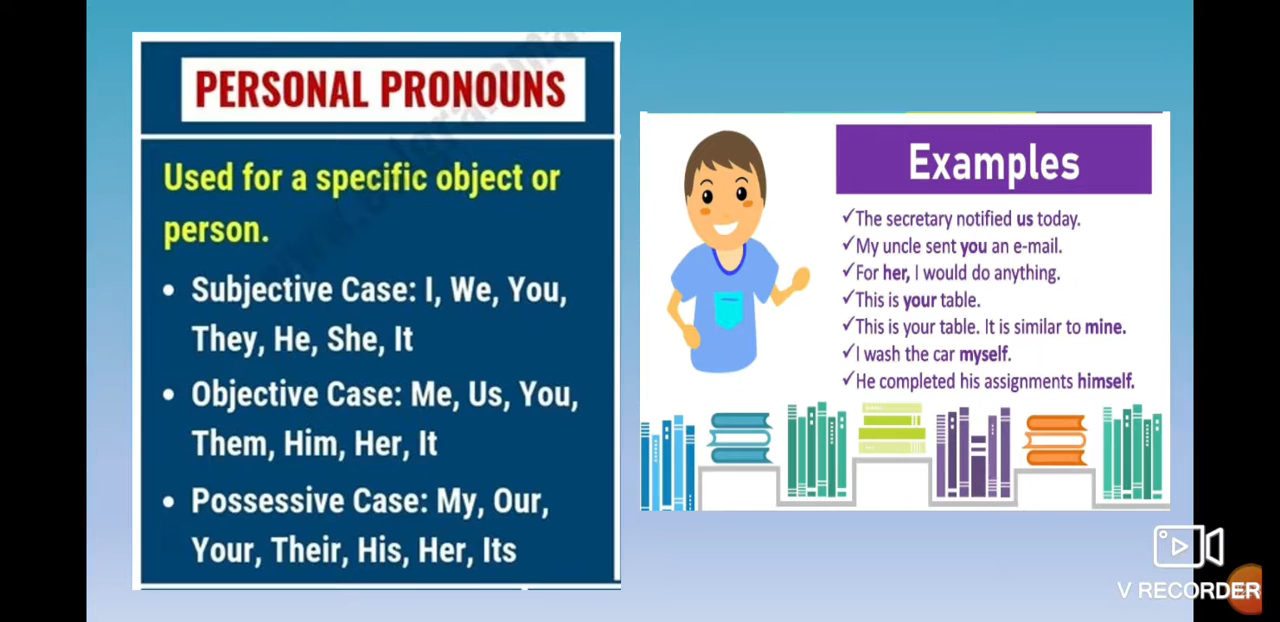 PERSONAL PRONOUNS
Used for a specific object or
person.
• Subjective Case: I, We, You,
They, He, She, It
• Objective Case: Me, Us, You,
Them, Him, Her, It
• Possessive Case: My, Our,
Your, Their, His, Her, Its
Examples
✓The secretary notified us today.
✓My uncle sent you an e-mail.
✓For her, I would do anything.
✓This is your table.
✓This is your table. It is similar to mine.
✓I wash the car myself.
✓He completed his assignments himself.
V RECORDER